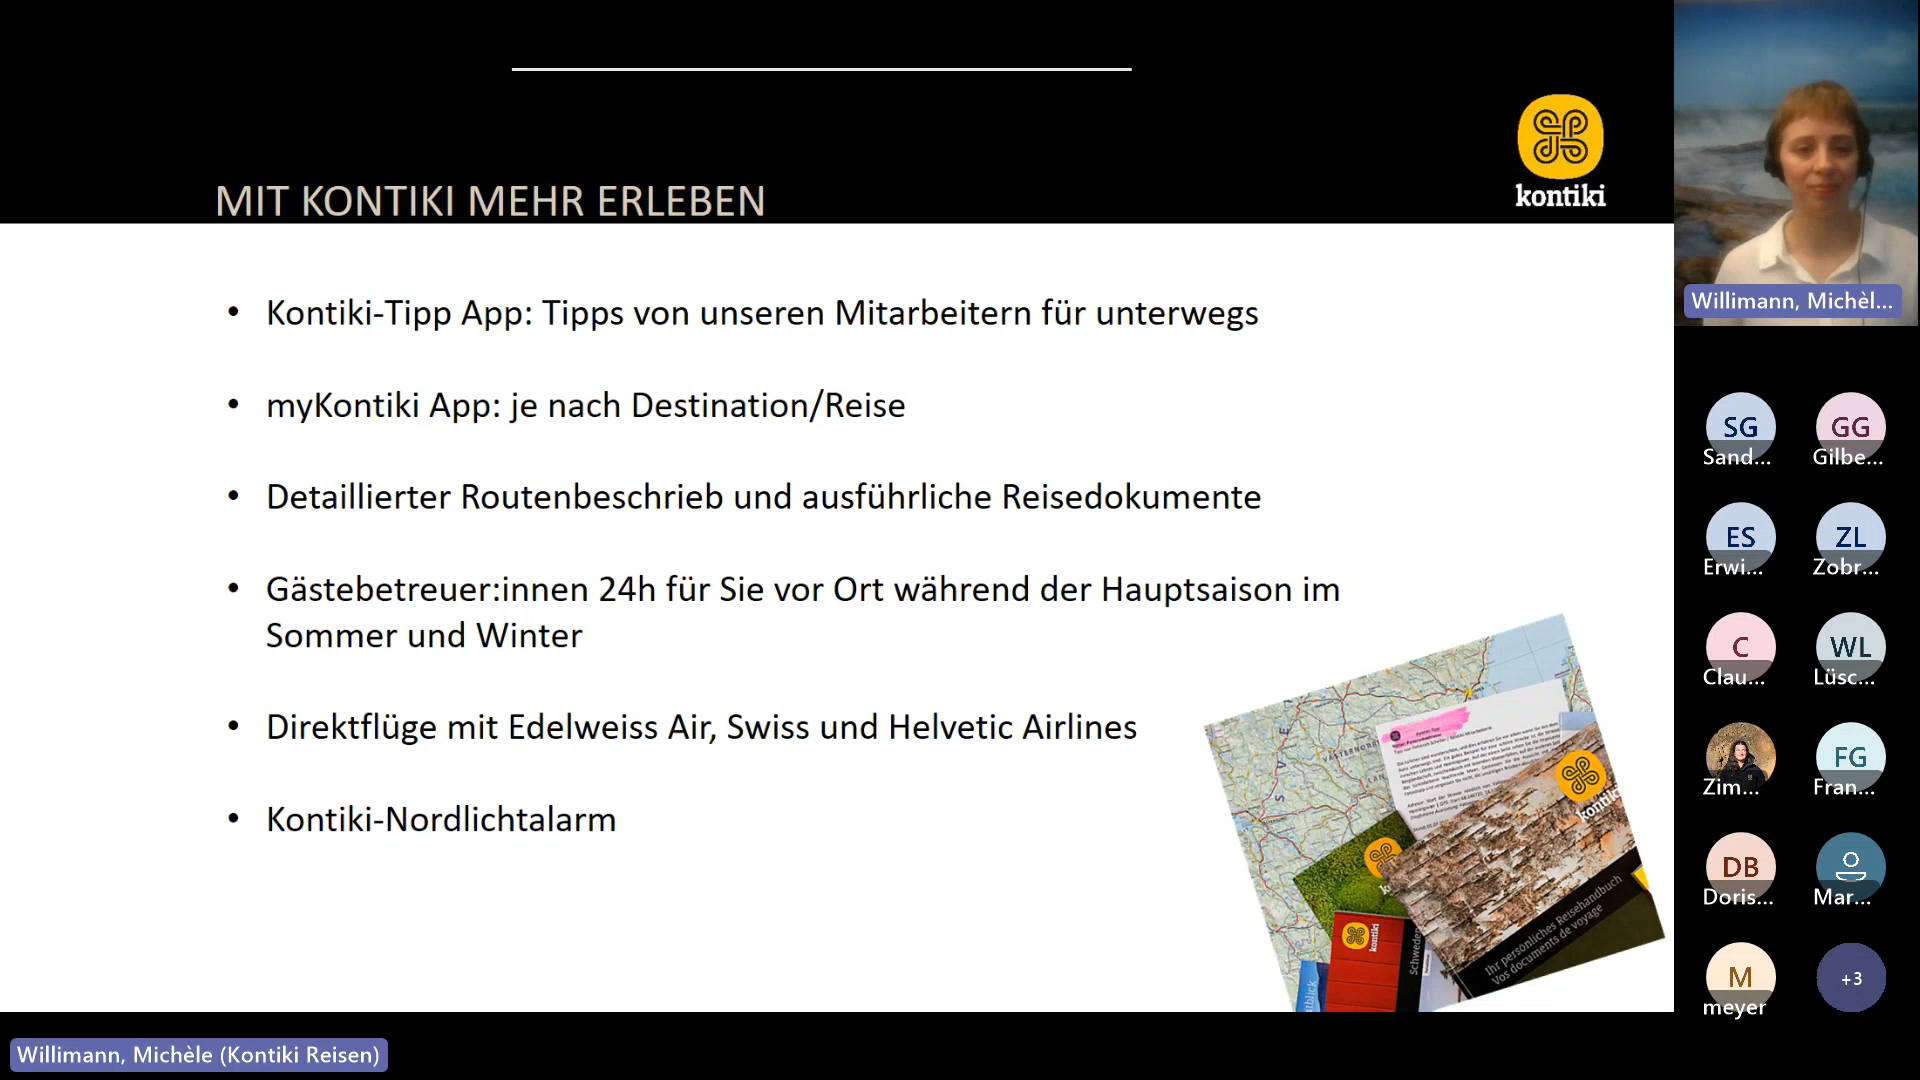 MIT KONTIKI MEHR ERLEBEN
kontiki
• Kontiki-Tipp App: Tipps von unseren Mitarbeitern für unterwegs
• myKontiki App: je nach Destination/Reise
• Detaillierter Routenbeschrieb und ausführliche Reisedokumente
• Gästebetreuer:innen 24h für Sie vor Ort während der Hauptsaison im
Sommer und Winter
• Direktflüge mit Edelweiss Air, Swiss und Helvetic Airlines
• Kontiki-Nordlichtalarm
kontiki
Ihr persönliches Reisehandbuch
Vos documents de voyage
kontiki
Schweden
Willimann, Michèl...
SG
Sand...
GG
Gilbe...
ES
Erwi...
ZL
Zobr...
C
Clau...
WL
Lüsc...
Zim...
FG
Fran...
DB
Doris...
Mar...
M
meyer
+3
Willimann, Michèle (Kontiki Reisen)